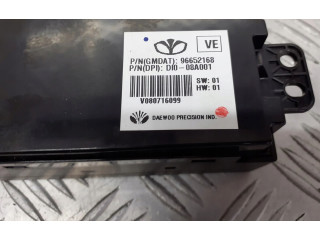 VE
P/N(GMDAT): 96652168
P/N(DPI): DI0-08A001
SW: 01
HW: 01
V080716099
DAEWOO PRECISION IND.